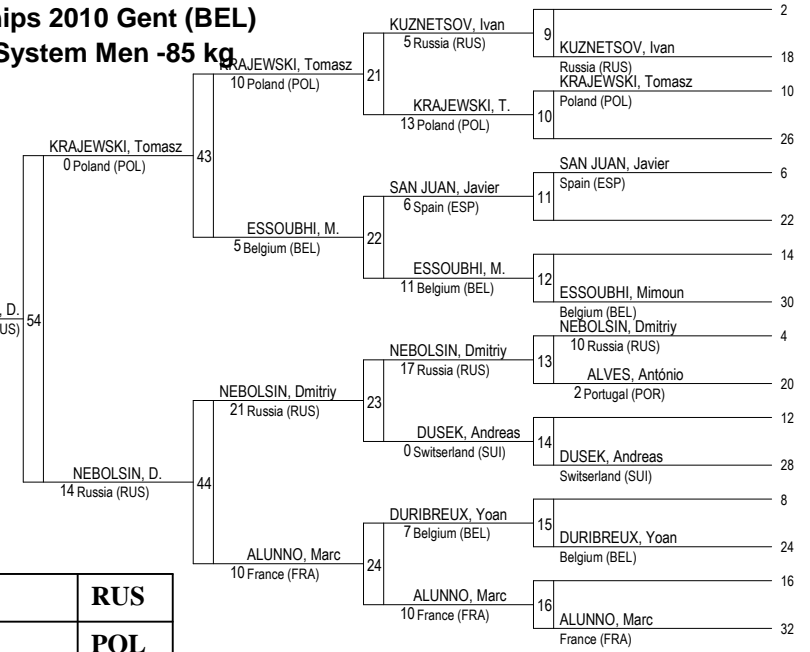 hips 2010 Gent (BEL)
System Men -85 kg
KUZNETSOV, Ivan
5 Russia (RUS)
9
2
KUZNETSOV, Ivan
Russia (RUS)
18
KRAJEWSKI, Tomasz
10 Poland (POL)
21
KRAJEWSKI, Tomasz
Poland (POL)
10
KRAJEWSKI, T.
13 Poland (POL)
10
26
KRAJEWSKI, Tomasz
0 Poland (POL)
43
SAN JUAN, Javier
Spain (ESP)
6
SAN JUAN, Javier
6 Spain (ESP)
11
22
ESSOUBHI, M.
5 Belgium (BEL)
22
14
ESSOUBHI, M.
11 Belgium (BEL)
12
ESSOUBHI, Mimoun
Belgium (BEL)
30
, D.
US)
54
NEBOLSIN, Dmitriy
10 Russia (RUS)
4
NEBOLSIN, Dmitriy
17 Russia (RUS)
13
ALVES, António
2 Portugal (POR)
20
NEBOLSIN, Dmitriy
21 Russia (RUS)
23
12
DUSEK, Andreas
0 Switserland (SUI)
14
DUSEK, Andreas
Switserland (SUI)
28
NEBOLSIN, D.
14 Russia (RUS)
44
8
DURIBREUX, Yoan
7 Belgium (BEL)
15
DURIBREUX, Yoan
Belgium (BEL)
24
ALUNNO, Marc
10 France (FRA)
24
16
ALUNNO, Marc
10 France (FRA)
16
ALUNNO, Marc
France (FRA)
32
RUS
POL